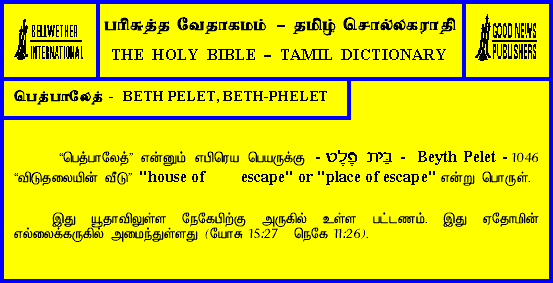 BELLWETHER
INTERNATIONAL
பரிசுத்த வேதாகமம் – தமிழ் சொல்லகராதி
THE HOLY BIBLE – TAMIL DICTIONARY
GOOD NEWS
PUBLISHERS
பெத்பாலேத் - BETH PELET, BETH-PHELET
“பெத்பாலேத்” என்னும் எபிரெய பெயருக்கு - בֵּית פֶּלֶט - Beyth Pelet - 1046
“விடுதலையின் வீடு” "house of escape" or "place of escape" என்று பொருள்.
இது யூதாவிலுள்ள நேகேபிற்கு அருகில் உள்ள பட்டணம். இது ஏதோமின்
எல்லைக்கருகில் அமைந்துள்ளது (யோசு 15:27 நெகே 11:26).